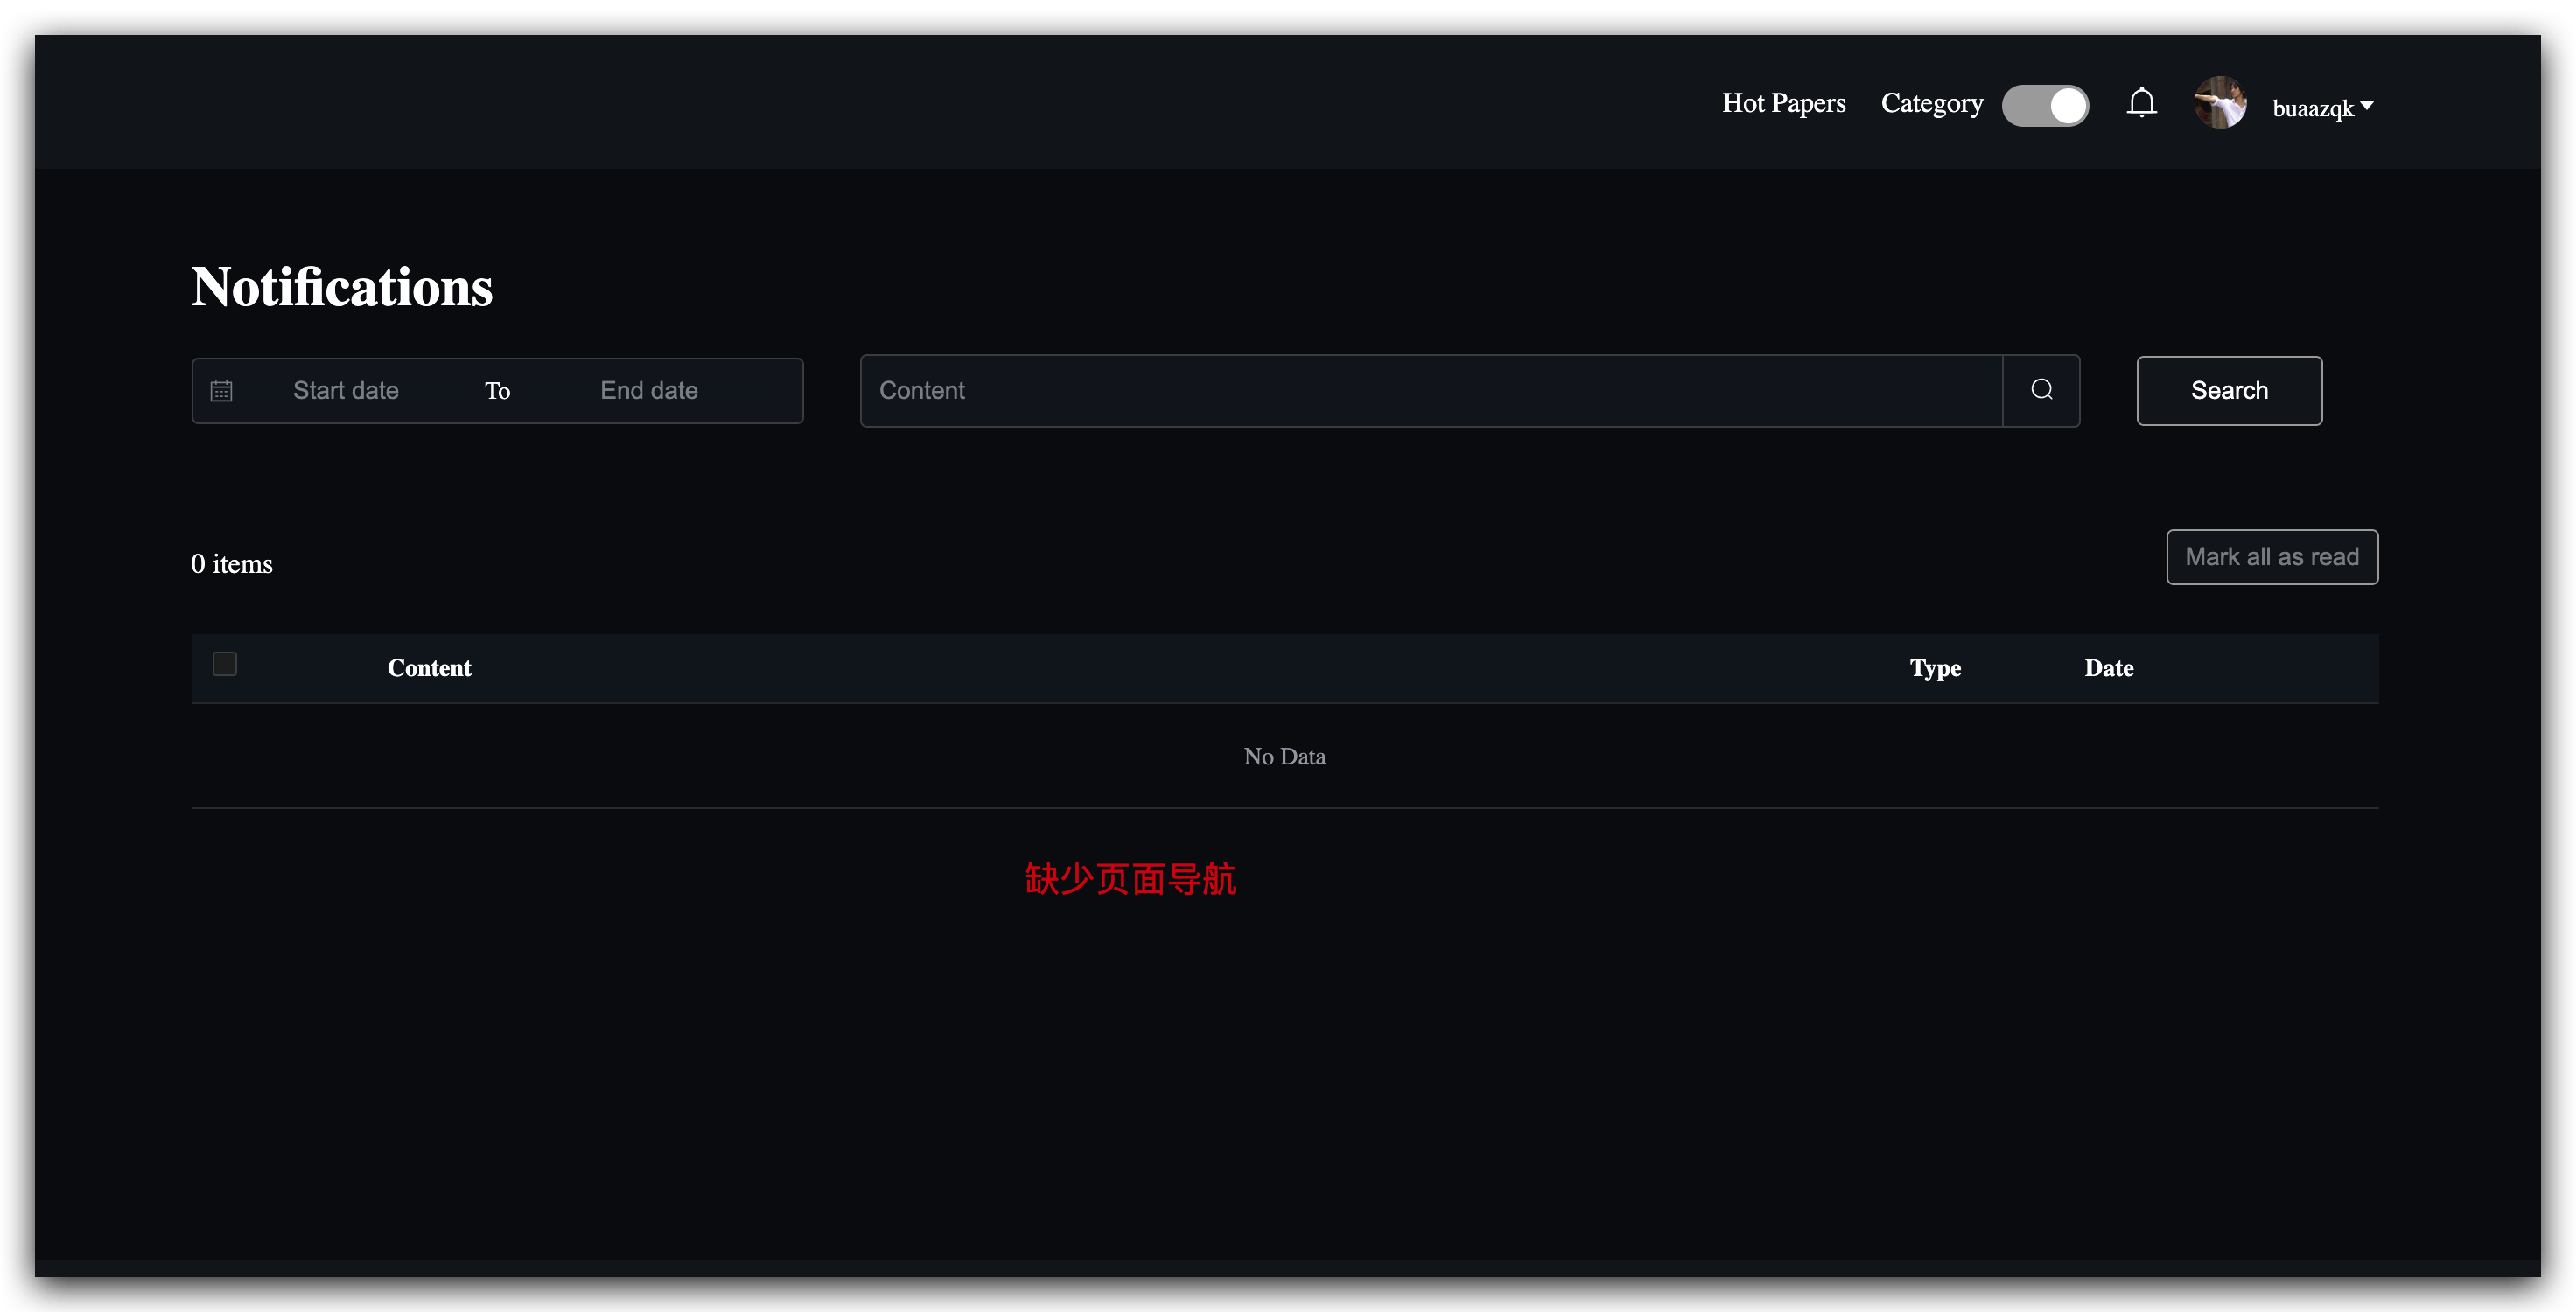 Hot Papers Category buaazqk
Notifications
Start date To End date Content Search
0 items Mark all as read
Content Type Date
No Data
缺少页面导航